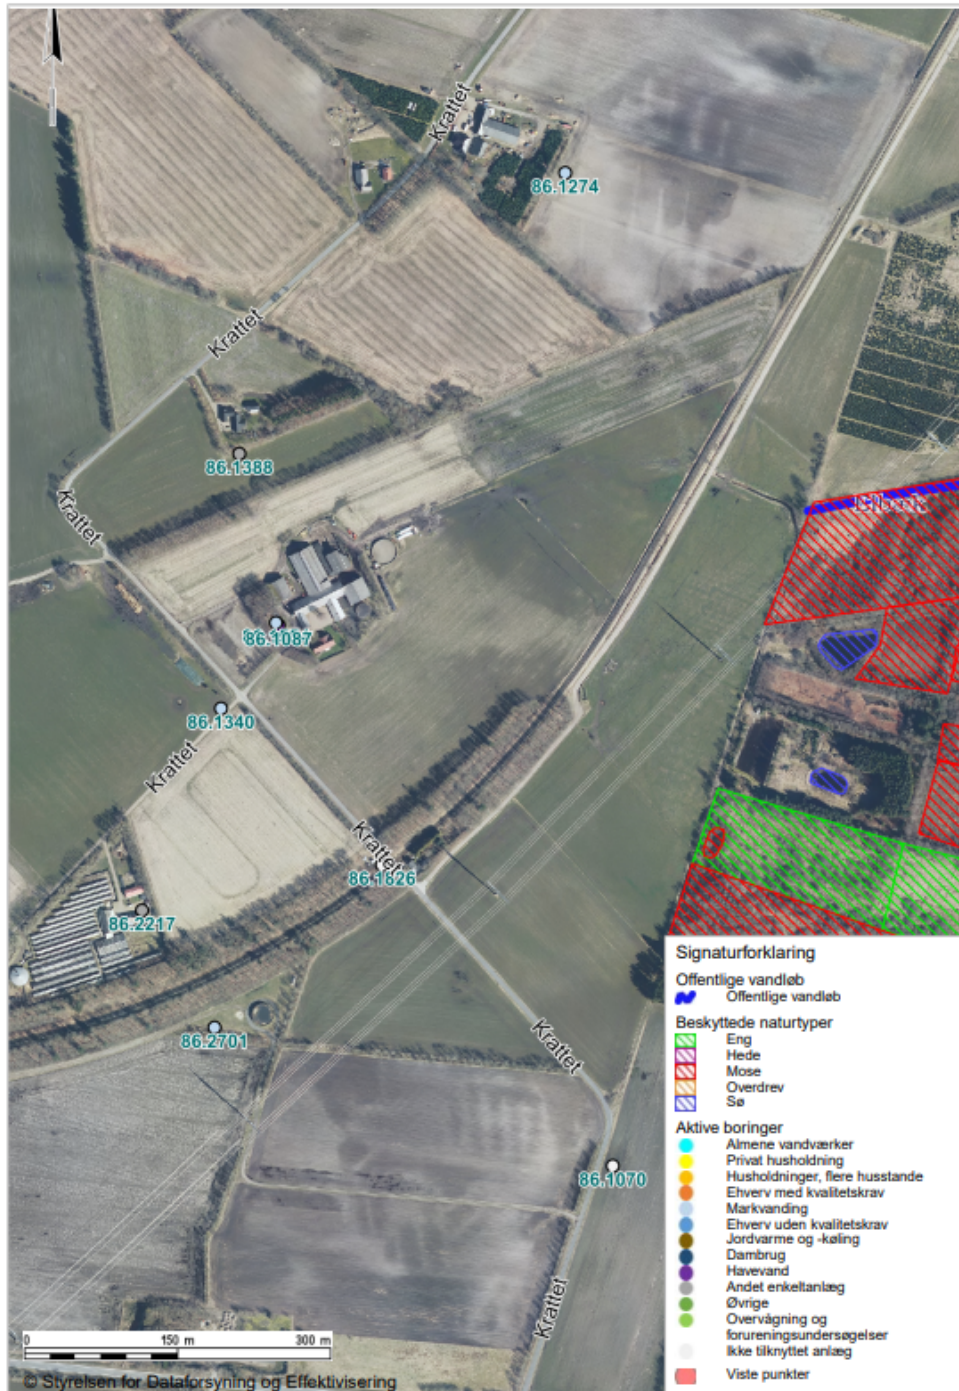 Krattet
86.1274
Krattet
86.1388
Krattet
86.1087
86.1340
Krattet
Krattet
86.1826
86.2217
86.2701
Krattet
86.1070
Krattet
Signaturforklaring
Offentlige vandløb
Offentlige vandløb
Beskyttede naturtyper
Eng
Hede
Mose
Overdrev
Sø
Aktive boringer
Almene vandværker
Privat husholdning
Husholdninger, flere husstande
Ehverv med kvalitetskrav
Markvanding
Ehverv uden kvalitetskrav
Jordvarme og -køling
Dambrug
Havevand
Andet enkeltanlæg
Øvrige
Overvågning og
forureningsundersøgelser
Ikke tilknyttet anlæg
Viste punkter
0 150 m 300 m
© Styrelsen for Dataforsyning og Effektivisering